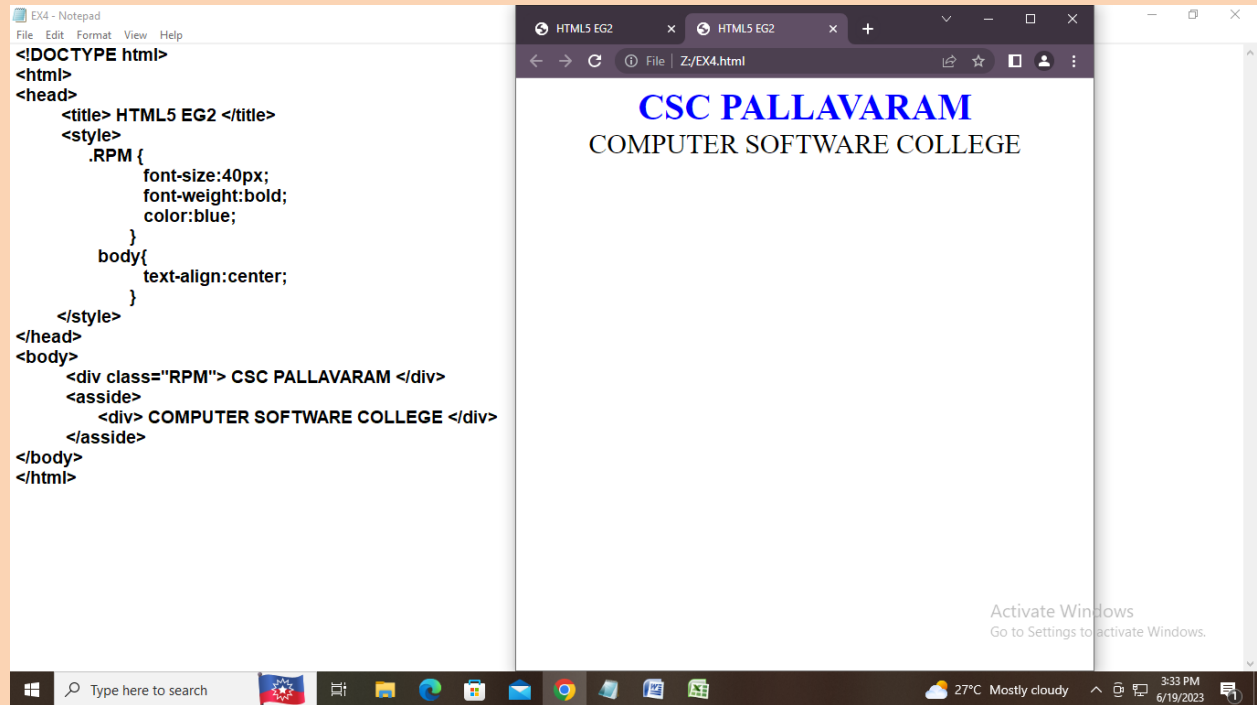 EX4 - Notepad
File Edit Format View Help
<!DOCTYPE html>
<html>
<head>
<title> HTML5 EG2 </title>
<style>
.RPM {
font-size:40px;
font-weight:bold;
color:blue;
}
body{
text-align:center;
}
</style>
</head>
<body>
<div class="RPM"> CSC PALLAVARAM </div>
<asside>
<div> COMPUTER SOFTWARE COLLEGE </div>
</asside>
</body>
</html>
HTML5 EG2
HTML5 EG2
File Z:/EX4.html
CSC PALLAVARAM
COMPUTER SOFTWARE COLLEGE
Activate Windows
Go to Settings to activate Windows.
Type here to search
27°C Mostly cloudy
3:33 PM
6/19/2023